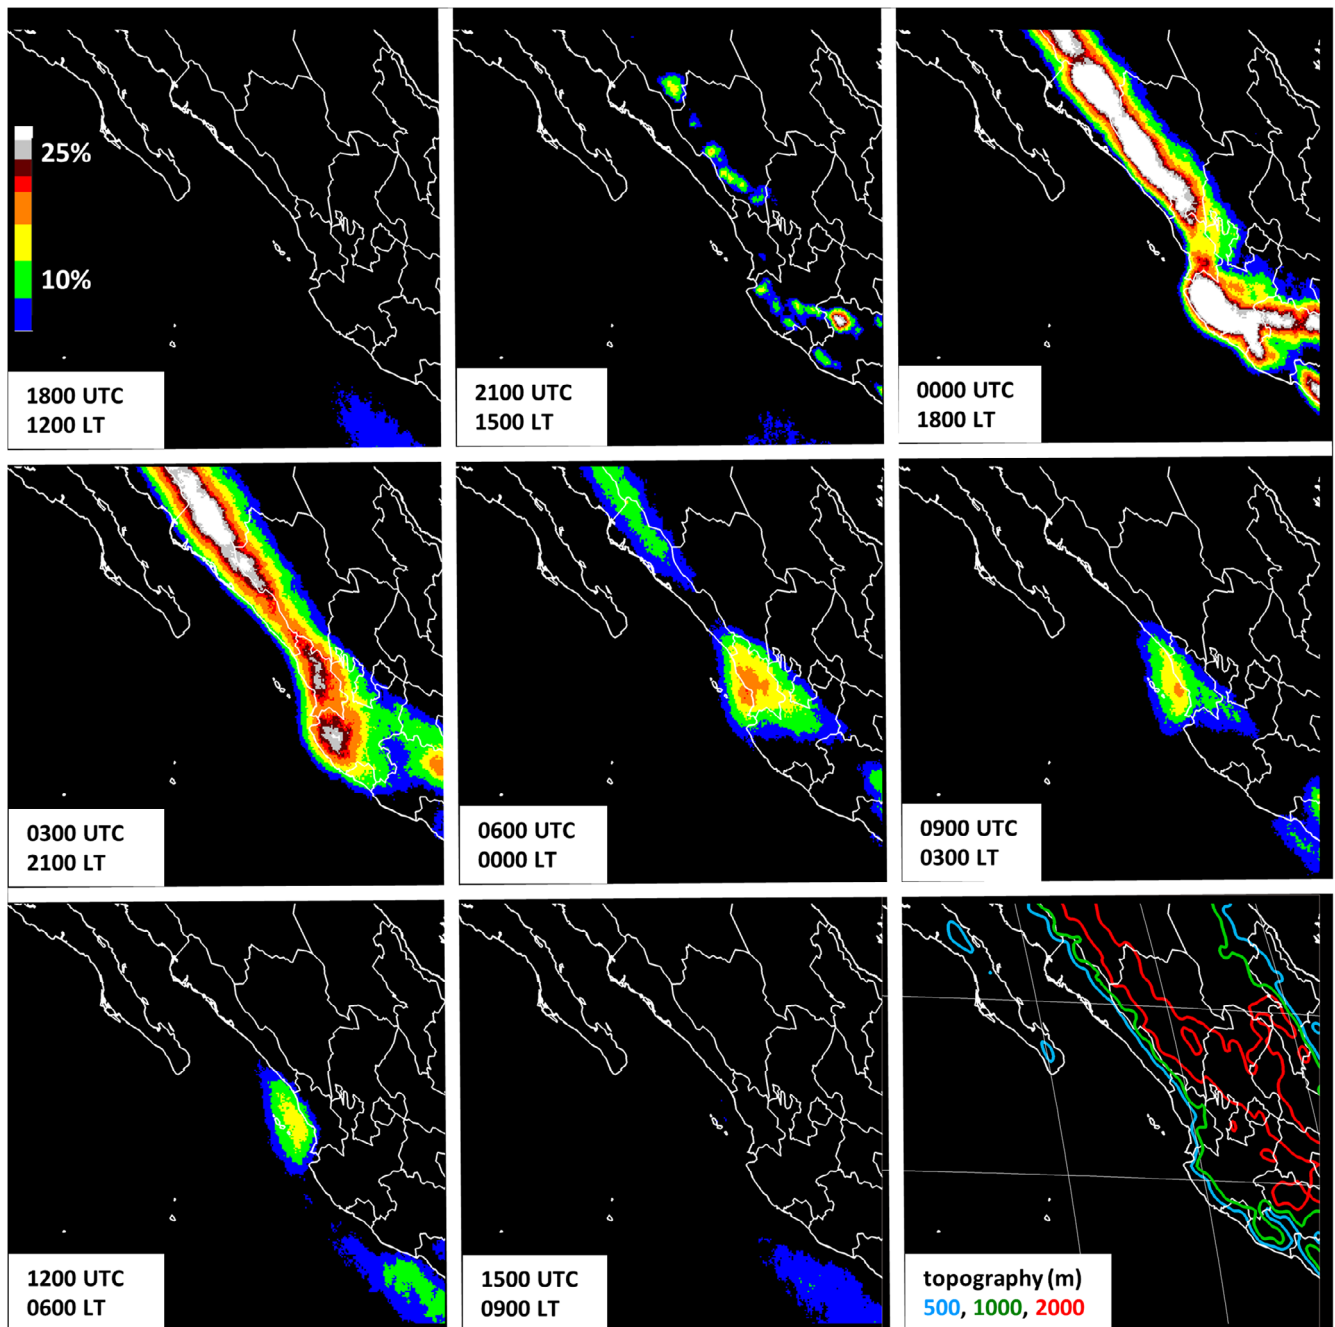 25%
10%
1800 UTC
1200 LT
2100 UTC
1500 LT
0000 UTC
1800 LT
0300 UTC
2100 LT
0600 UTC
0000 LT
0900 UTC
0300 LT
1200 UTC
0600 LT
1500 UTC
0900 LT
topography (m)
500, 1000, 2000